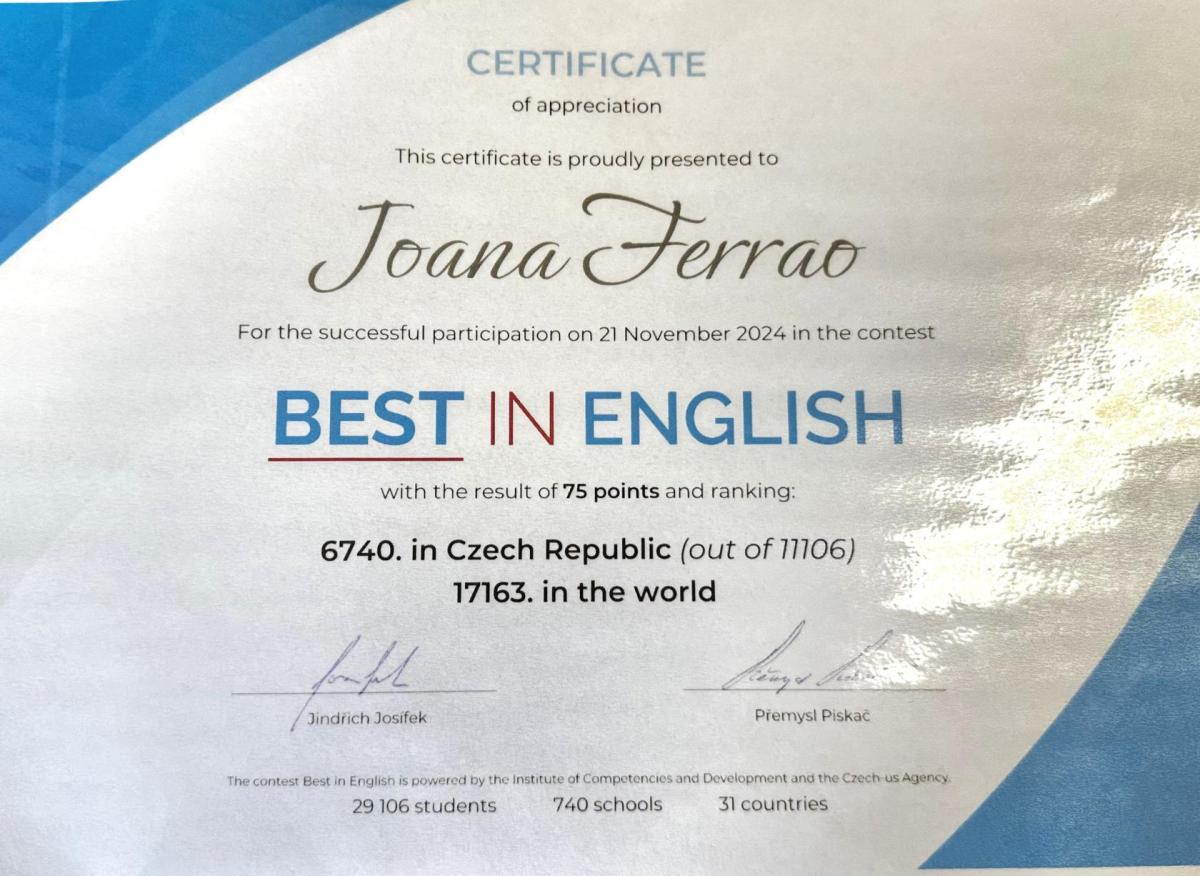 CERTIFICATE
of appreciation
This certificate is proudly presented to
Joana Ferrao
For the successful participation on 21 November 2024 in the contest
BEST IN ENGLISH
with the result of 75 points and ranking:
6740. in Czech Republic (out of 11106)
17163. in the world
Jindřich Josífek
Přemysl Piskač
The contest Best in English is powered by the Institute of Competencies and Development and the Czech-us Agency.
29 106 students 740 schools 31 countries